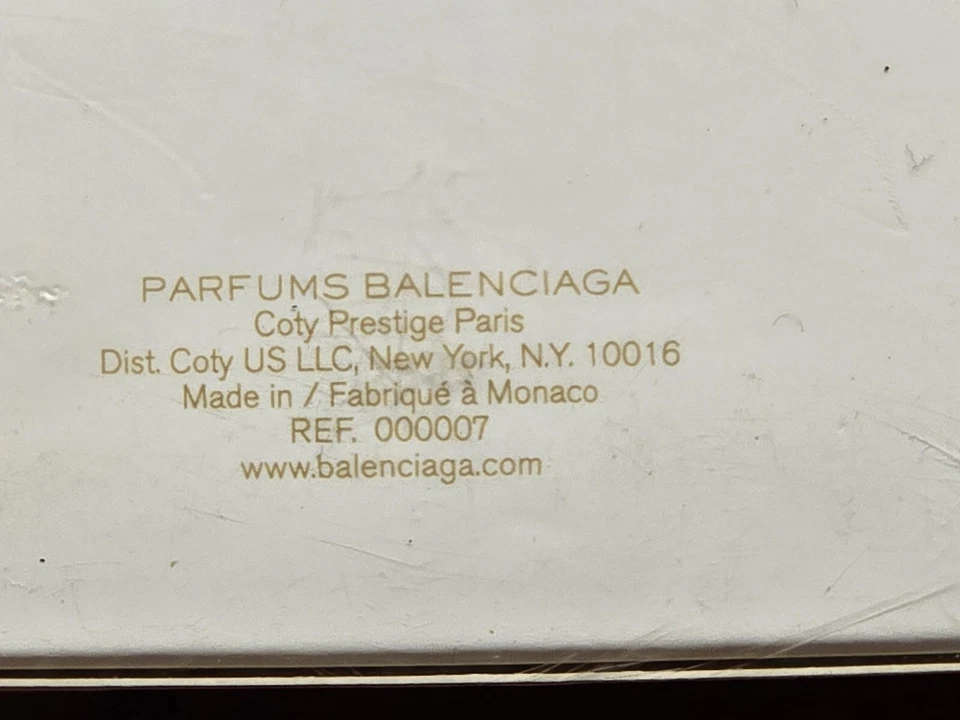 PARFUMS BALENCIAGA
Coty Prestige Paris
Dist. Coty US LLC, New York, N.Y. 10016
Made in / Fabriqué à Monaco
REF. 000007
www.balenciaga.com